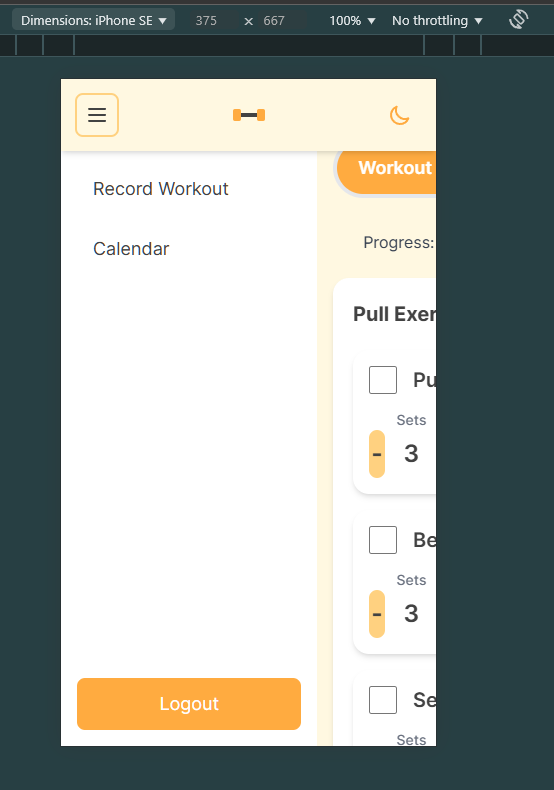 Dimensions: iPhone SE ▼ 375 × 667 100% ▼ No throttling ▼
Record Workout
Calendar
Logout
Workout
Progress:
Pull Exer
Pu
Sets
- 3
Be
Sets
- 3
Se
Sets